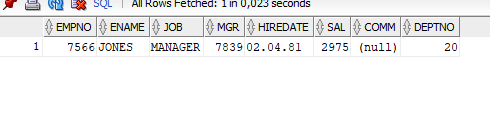 SQL | All Rows Fetched: 1 in 0,023 seconds
EMPNO ENAME JOB MGR HIREDATE SAL COMM DEPTNO
1 7566 JONES MANAGER 7839 02.04.81 2975 (null) 20